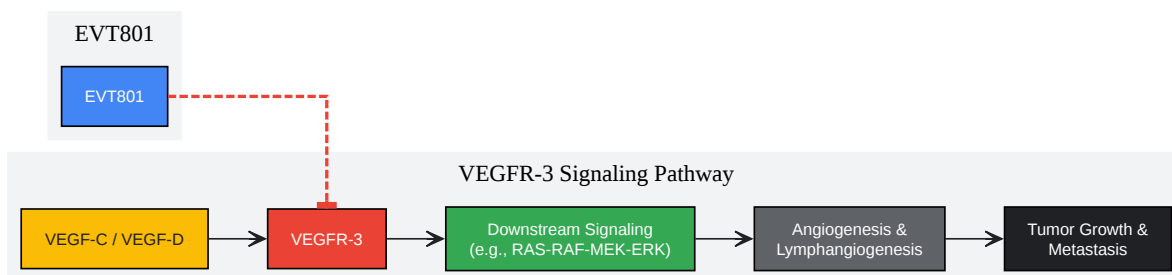 EVT801
EVT801
VEGFR-3 Signaling Pathway
VEGF-C / VEGF-D
VEGFR-3
Downstream Signaling
(e.g., RAS-RAF-MEK-ERK)
Angiogenesis &
Lymphangiogenesis
Tumor Growth &
Metastasis